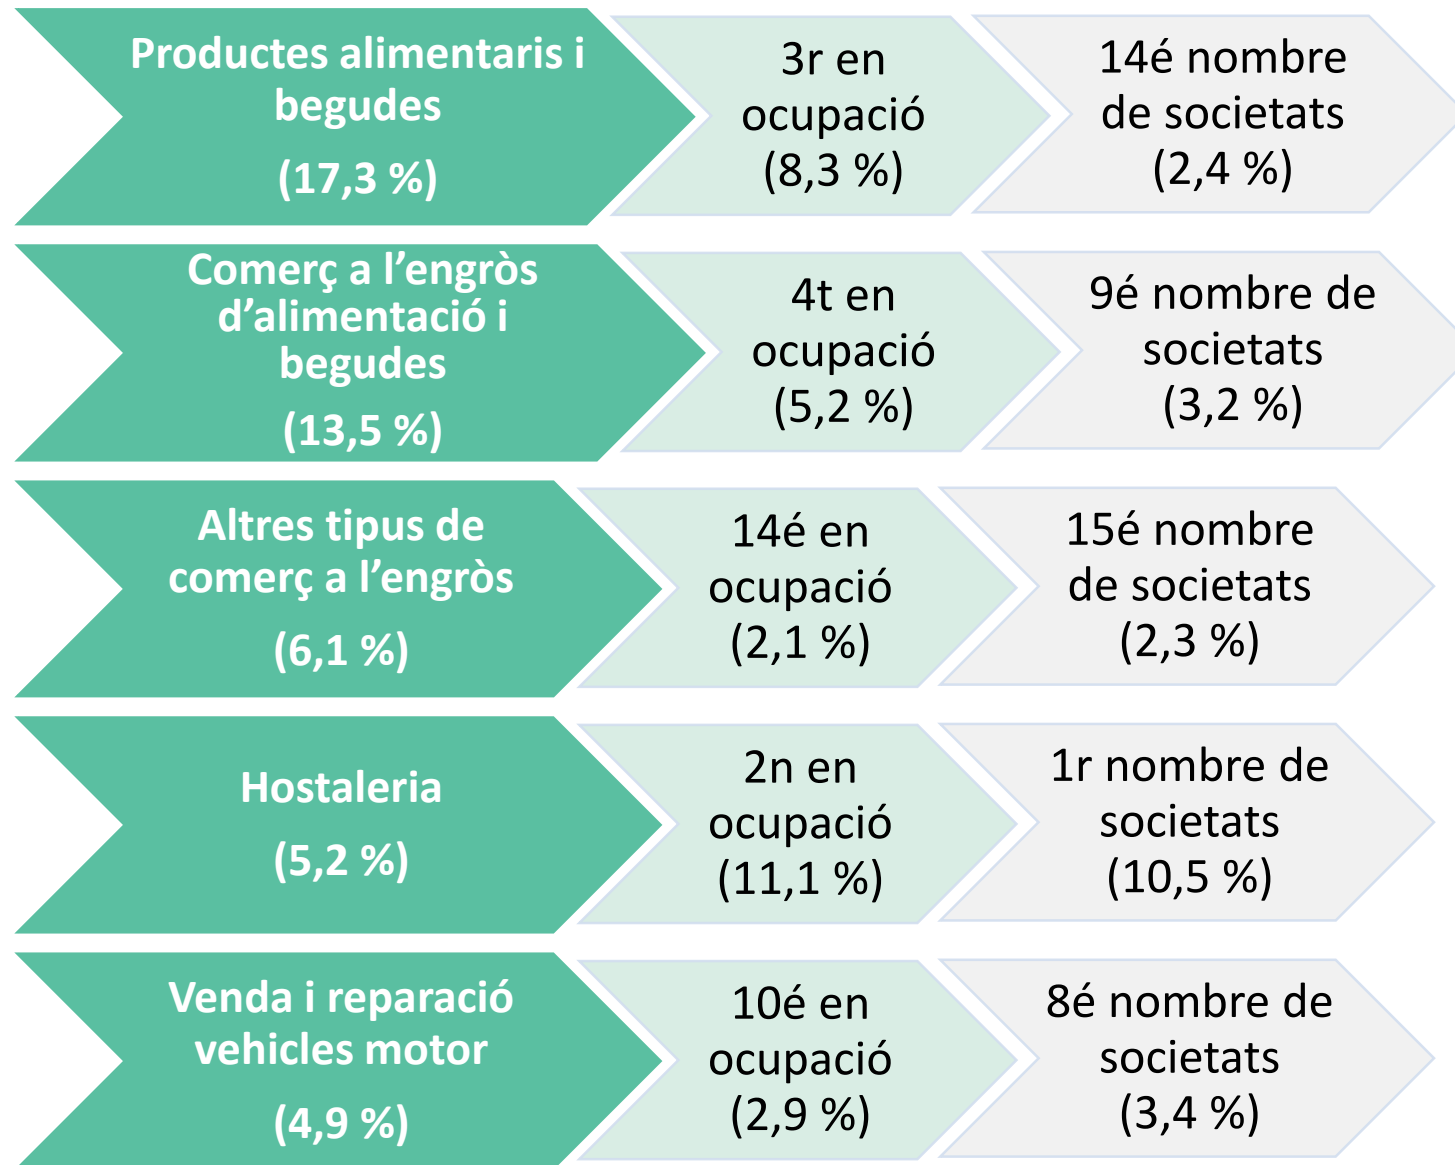 Productes alimentaris i
begudes
(17,3 %)
3r en
ocupació
(8,3 %)
14é nombre
de societats
(2,4 %)
Comerç a l’engròs
d’alimentació i
begudes
(13,5 %)
4t en
ocupació
(5,2 %)
9é nombre de
societats
(3,2 %)
Altres tipus de
comerç a l’engròs
(6,1 %)
14é en
ocupació
(2,1 %)
15é nombre
de societats
(2,3 %)
Hostaleria
(5,2 %)
2n en
ocupació
(11,1 %)
1r nombre de
societats
(10,5 %)
Venda i reparació
vehicles motor
(4,9 %)
10é en
ocupació
(2,9 %)
8é nombre de
societats
(3,4 %)